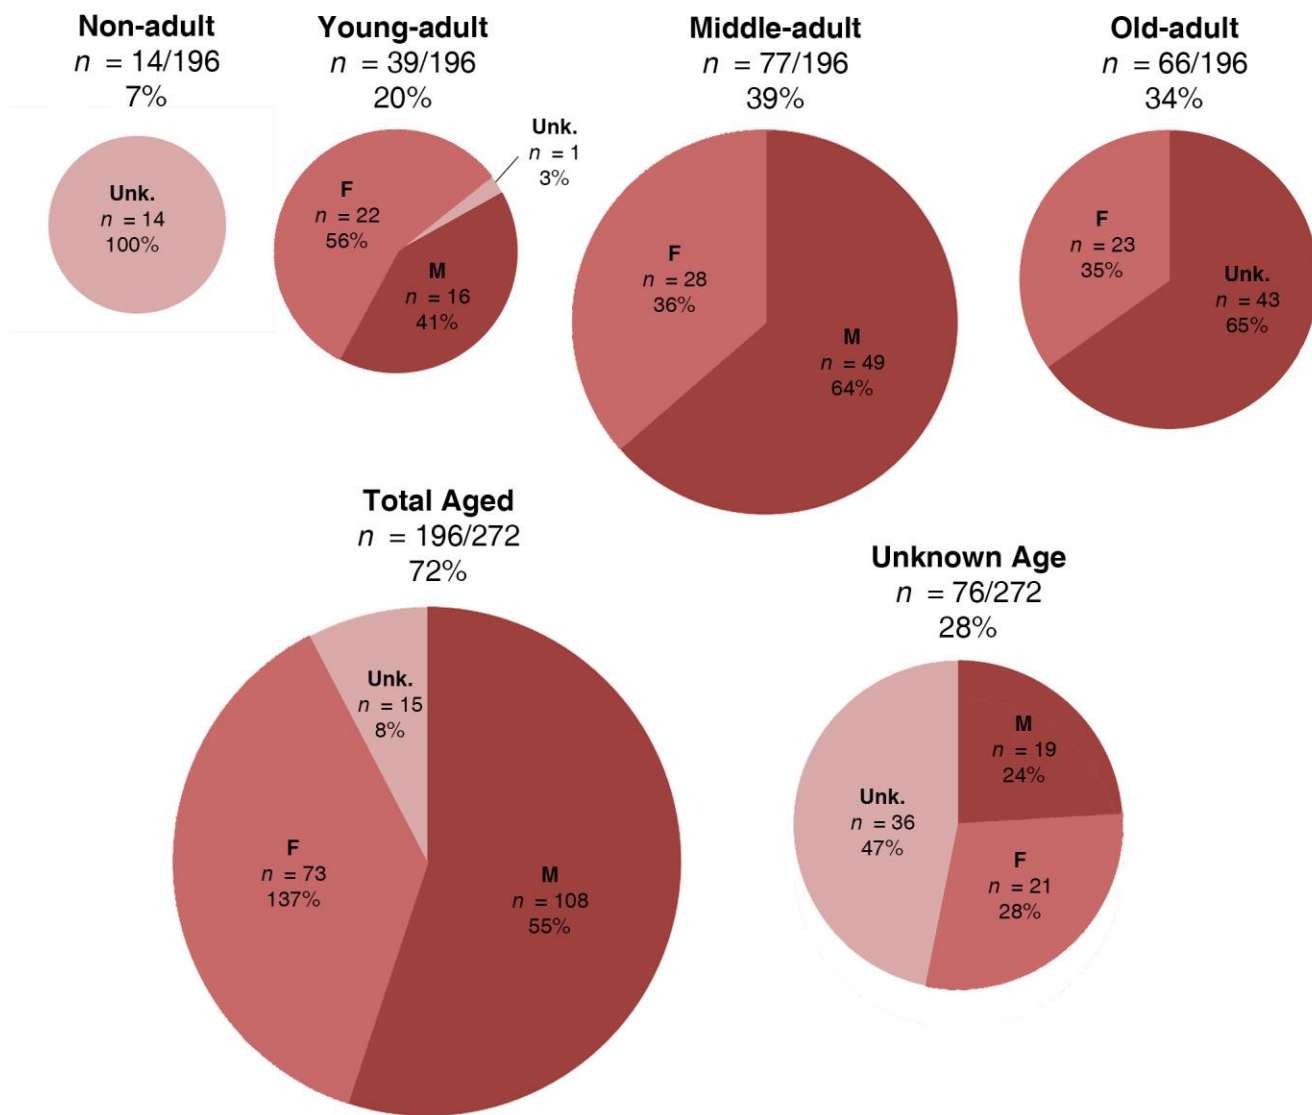 Non-adult
n = 14/196
7%
Unk.
n = 14
100%
Young-adult
n = 39/196
20%
Unk.
n = 1
3%
F
n = 22
56%
M
n = 16
41%
Middle-adult
n = 77/196
39%
F
n = 28
36%
M
n = 49
64%
Old-adult
n = 66/196
34%
F
n = 23
35%
Unk.
n = 43
65%
Total Aged
n = 196/272
72%
Unk.
n = 15
8%
F
n = 73
137%
M
n = 108
55%
Unknown Age
n = 76/272
28%
M
n = 19
24%
Unk.
n = 36
47%
F
n = 21
28%